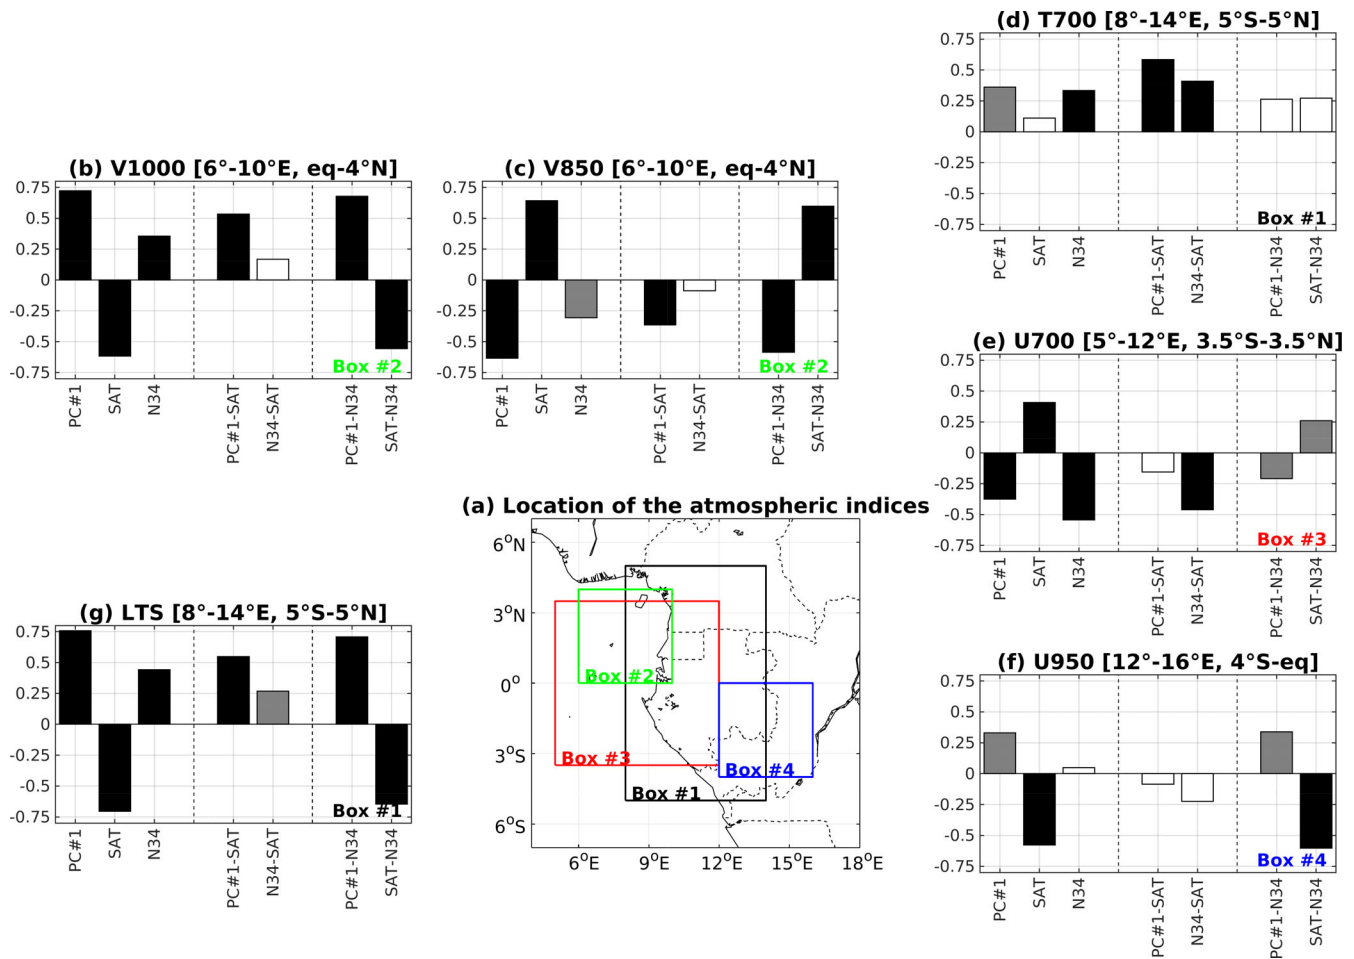 (d) T700 [8°-14°E, 5°S-5°N]
0.75
0.5
0.25
0
-0.25
-0.5
-0.75
Box #1
PC#1
SAT
N34
PC#1-SAT
N34-SAT
PC#1-N34
SAT-N34
(b) V1000 [6°-10°E, eq-4°N]
0.75
0.5
0.25
0
-0.25
-0.5
-0.75
Box #2
PC#1
SAT
N34
PC#1-SAT
N34-SAT
PC#1-N34
SAT-N34
(c) V850 [6°-10°E, eq-4°N]
0.75
0.5
0.25
0
-0.25
-0.5
-0.75
Box #2
PC#1
SAT
N34
PC#1-SAT
N34-SAT
PC#1-N34
SAT-N34
(e) U700 [5°-12°E, 3.5°S-3.5°N]
0.75
0.5
0.25
0
-0.25
-0.5
-0.75
Box #3
PC#1
SAT
N34
PC#1-SAT
N34-SAT
PC#1-N34
SAT-N34
(a) Location of the atmospheric indices
6°N
3°N
0°
3°S
6°S
Box #2
Box #3
Box #4
Box #1
6°E
9°E
12°E
15°E
18°E
(g) LTS [8°-14°E, 5°S-5°N]
0.75
0.5
0.25
0
-0.25
-0.5
-0.75
Box #1
PC#1
SAT
N34
PC#1-SAT
N34-SAT
PC#1-N34
SAT-N34
(f) U950 [12°-16°E, 4°S-eq]
0.75
0.5
0.25
0
-0.25
-0.5
-0.75
Box #4
PC#1
SAT
N34
PC#1-SAT
N34-SAT
PC#1-N34
SAT-N34